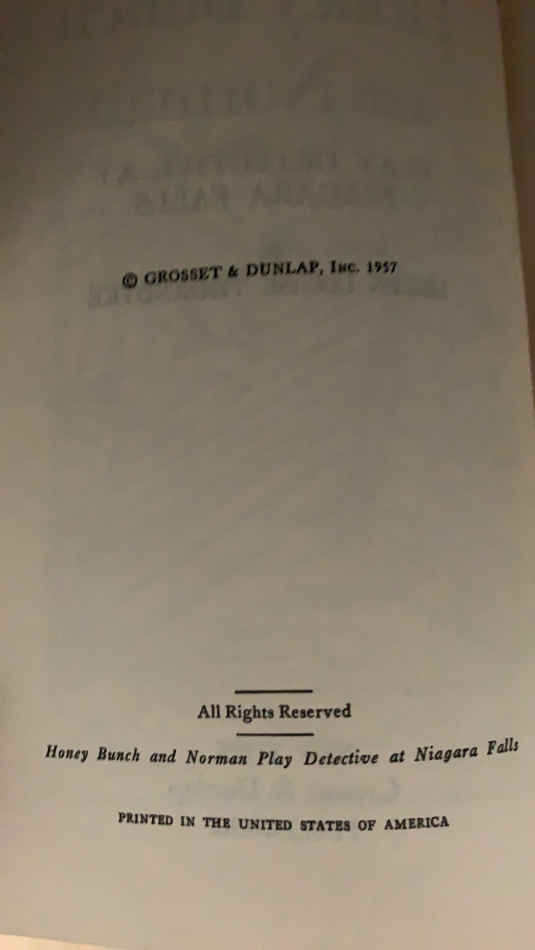 © GROSSET & DUNLAP, INC. 1957
All Rights Reserved
Honey Bunch and Norman Play Detective at Niagara Falls
PRINTED IN THE UNITED STATES OF AMERICA